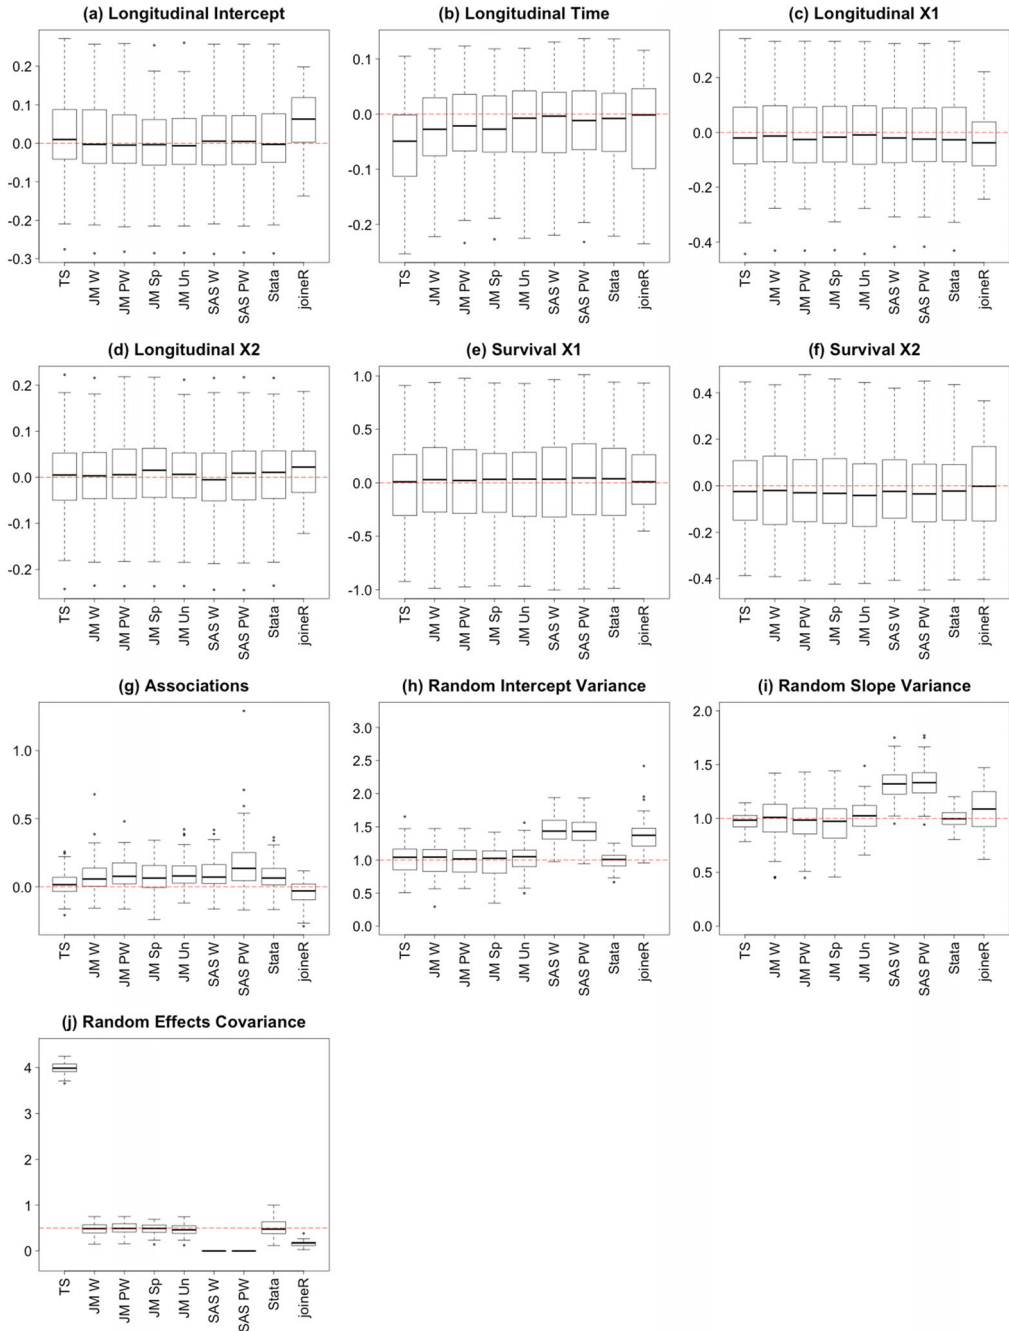 (a) Longitudinal Intercept
(b) Longitudinal Time
(c) Longitudinal X1
0.2
0.1
0.0
-0.1
-0.2
-0.3
0.1
0.0
-0.1
-0.2
0.2
0.0
-0.2
-0.4
TS
JM W
JM PW
JM Sp
JM Un
SAS W
SAS PW
Stata
joineR
TS
JM W
JM PW
JM Sp
JM Un
SAS W
SAS PW
Stata
joineR
TS
JM W
JM PW
JM Sp
JM Un
SAS W
SAS PW
Stata
joineR
(d) Longitudinal X2
(e) Survival X1
(f) Survival X2
0.2
0.1
0.0
-0.1
-0.2
1.0
0.5
0.0
-0.5
-1.0
0.4
0.2
0.0
-0.2
-0.4
TS
JM W
JM PW
JM Sp
JM Un
SAS W
SAS PW
Stata
joineR
TS
JM W
JM PW
JM Sp
JM Un
SAS W
SAS PW
Stata
joineR
TS
JM W
JM PW
JM Sp
JM Un
SAS W
SAS PW
Stata
joineR
(g) Associations
(h) Random Intercept Variance
(i) Random Slope Variance
1.0
0.5
0.0
3.0
2.5
2.0
1.5
1.0
0.5
0.0
2.0
1.5
1.0
0.5
0.0
TS
JM W
JM PW
JM Sp
JM Un
SAS W
SAS PW
Stata
joineR
TS
JM W
JM PW
JM Sp
JM Un
SAS W
SAS PW
Stata
joineR
TS
JM W
JM PW
JM Sp
JM Un
SAS W
SAS PW
Stata
joineR
(j) Random Effects Covariance
4
3
2
1
0
TS
JM W
JM PW
JM Sp
JM Un
SAS W
SAS PW
Stata
joineR